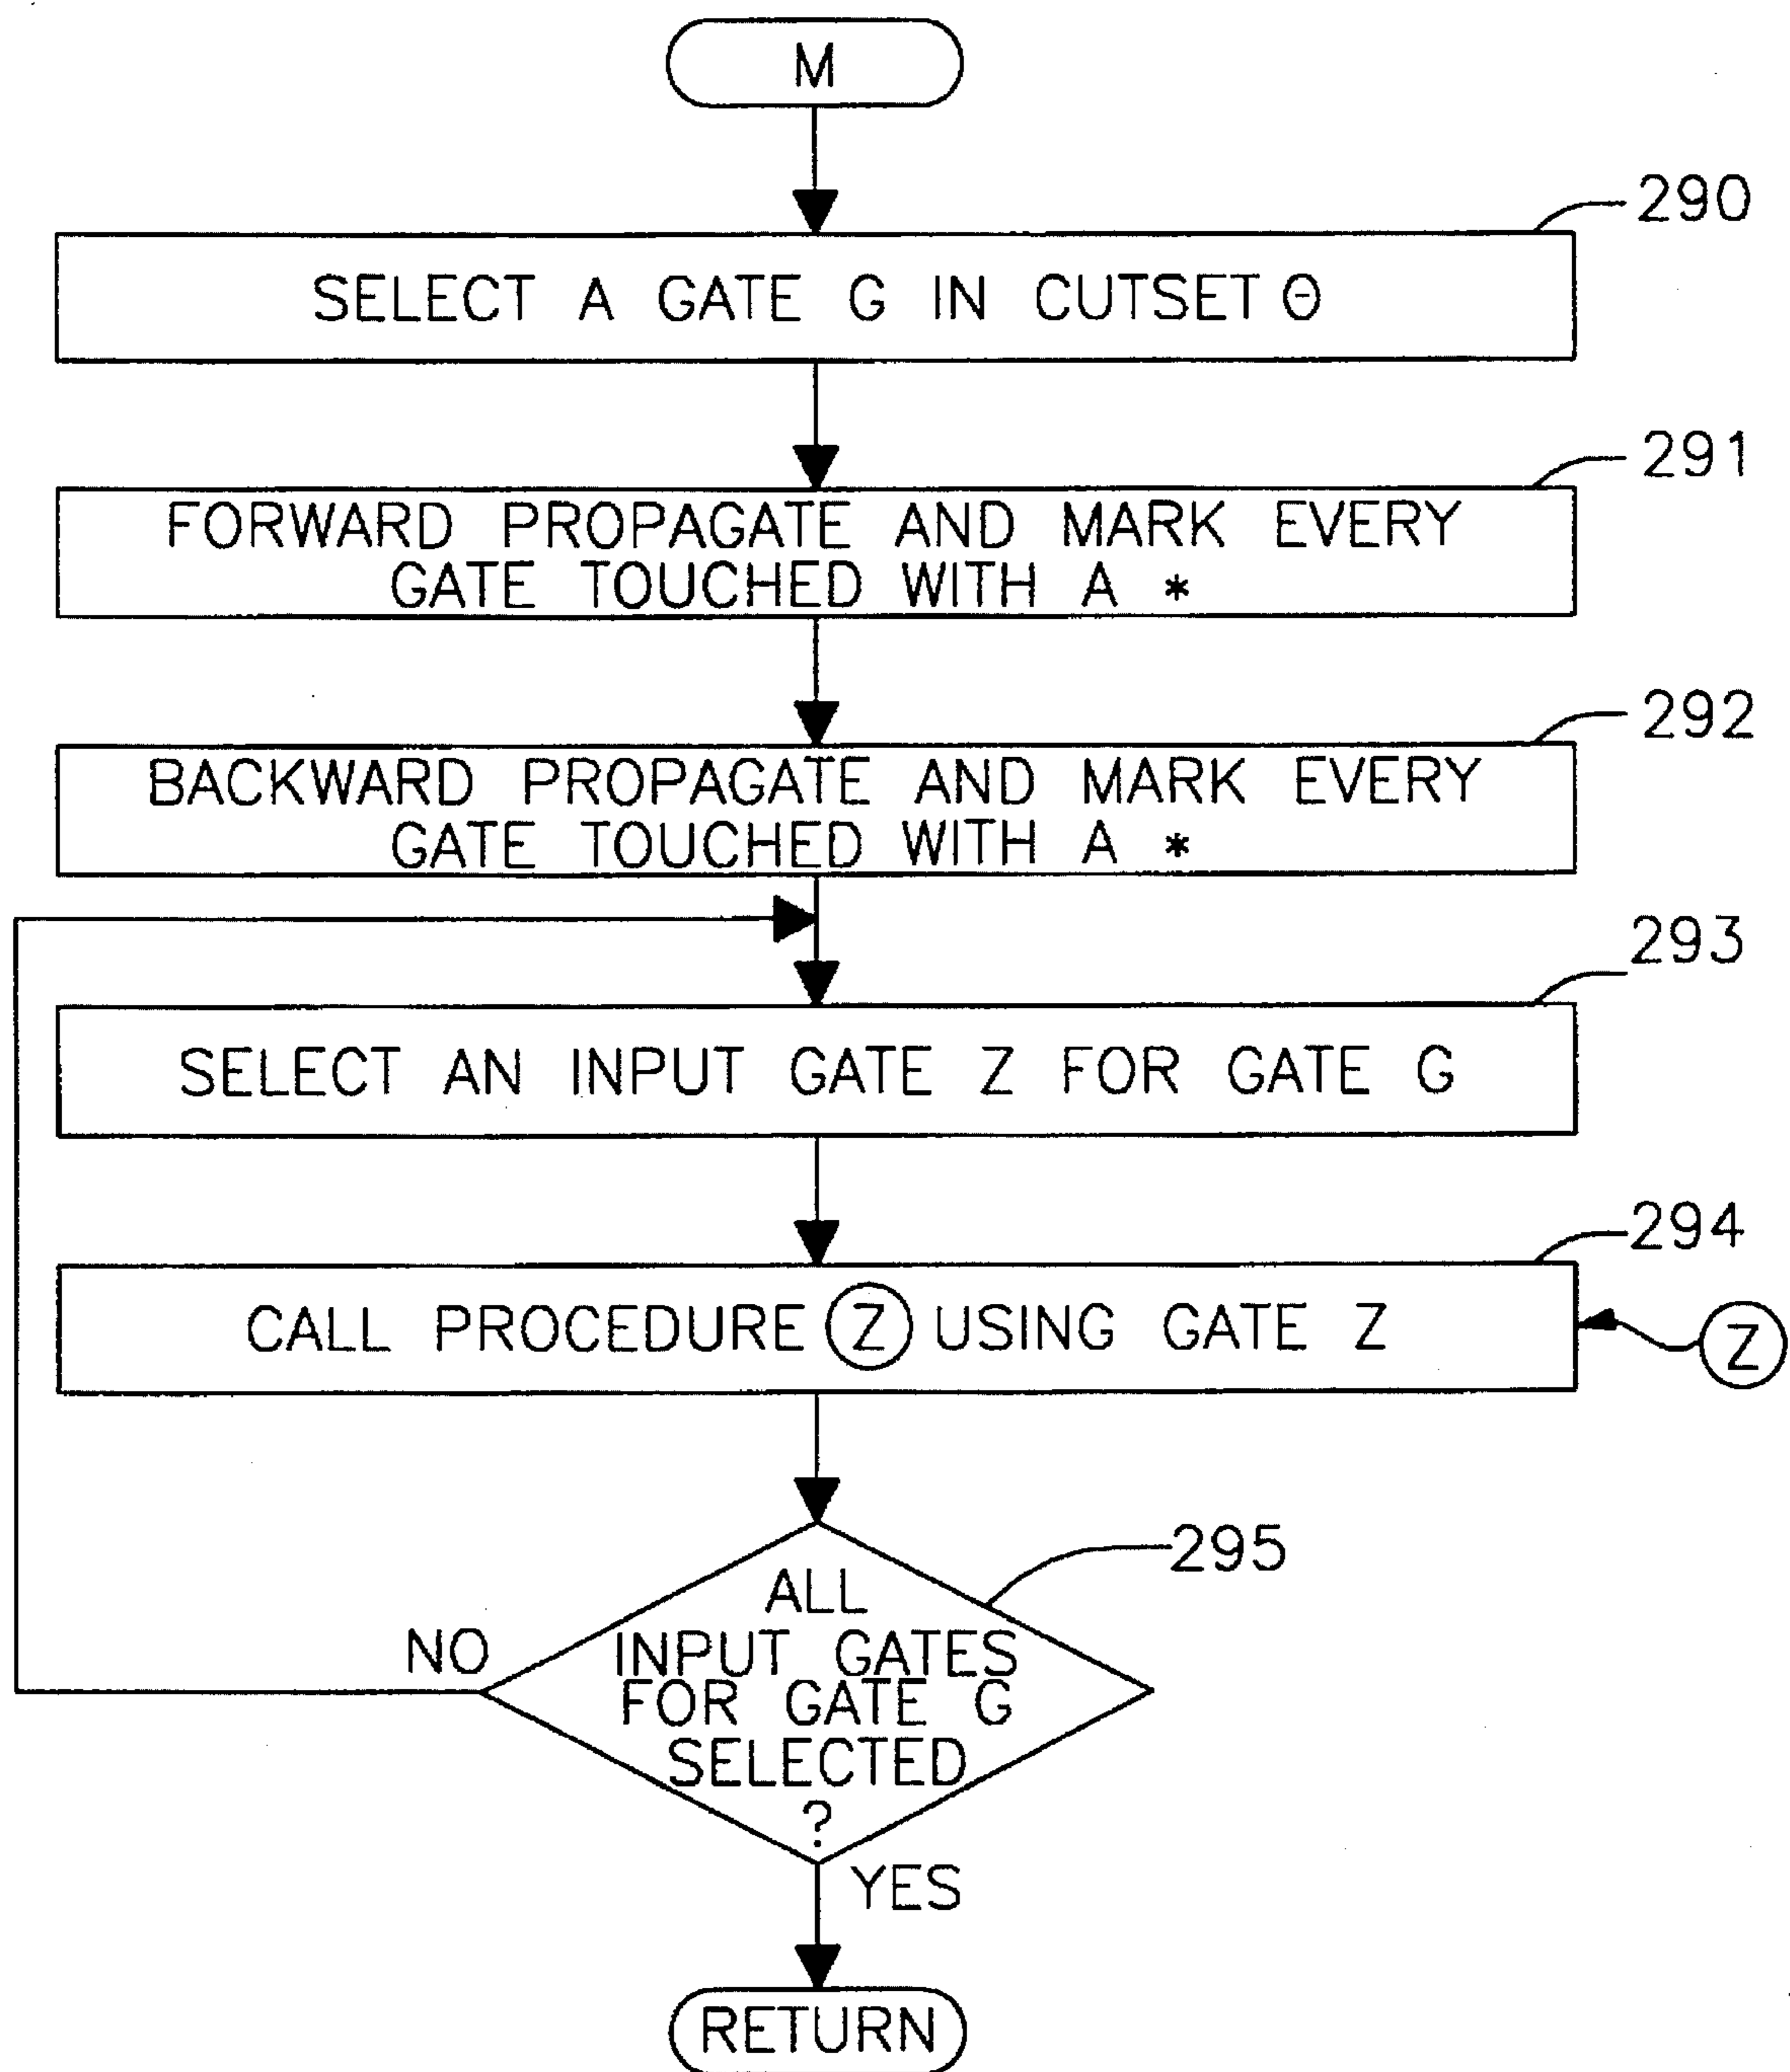 M
290
SELECT A GATE G IN CUTSET Θ
291
FORWARD PROPAGATE AND MARK EVERY
GATE TOUCHED WITH A *
292
BACKWARD PROPAGATE AND MARK EVERY
GATE TOUCHED WITH A *
293
SELECT AN INPUT GATE Z FOR GATE G
294
CALL PROCEDURE Z USING GATE Z
Z
295
ALL
INPUT GATES
FOR GATE G
SELECTED
?
NO
YES
RETURN